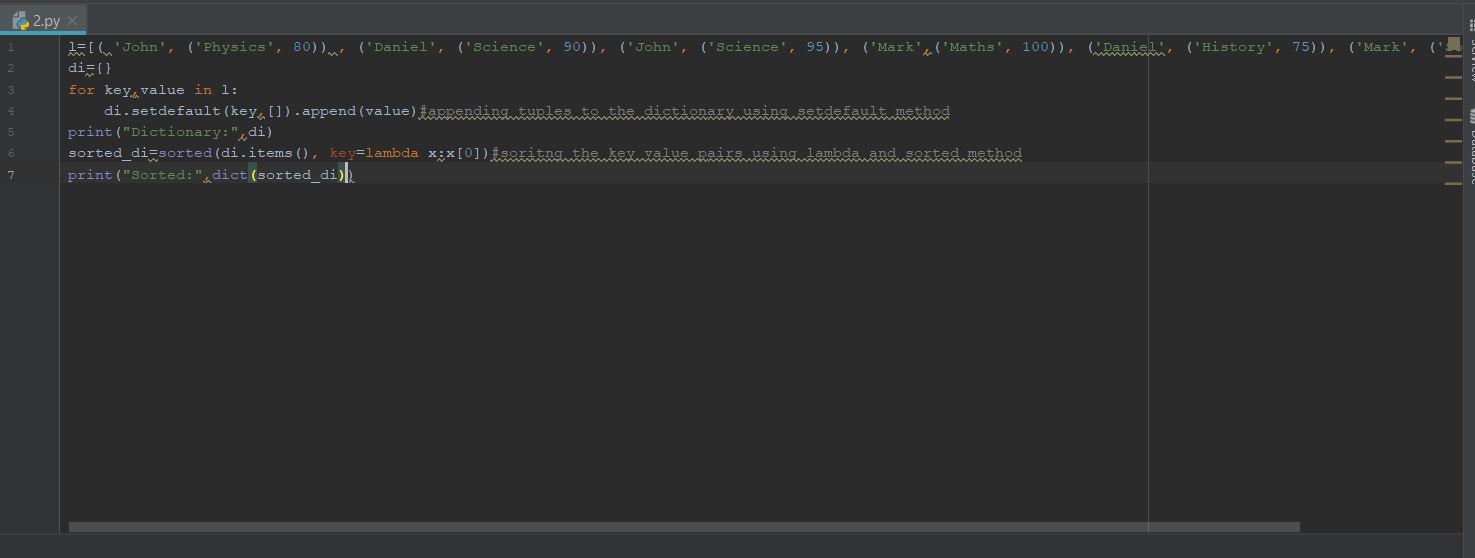 2.py
1 l=[( 'John', ('Physics', 80)) , ('Daniel', ('Science', 90)), ('John', ('Science', 95)), ('Mark',('Maths', 100)), ('Daniel', ('History', 75)), ('Mark', ('
2 di={}
3 for key,value in l:
4 di.setdefault(key,[]).append(value)#appending tuples to the dictionary using setdefault method
5 print("Dictionary:",di)
6 sorted_di=sorted(di.items(), key=lambda x:x[0])#soritng the key value pairs using lambda and sorted method
7 print("Sorted:",dict(sorted_di))